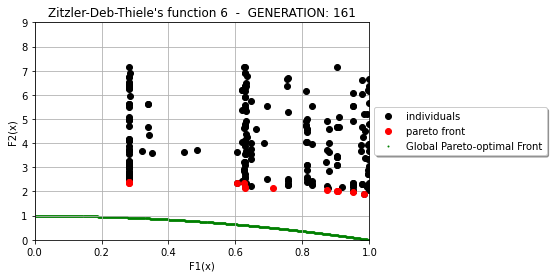 Zitzler-Deb-Thiele's function 6 - GENERATION: 161
9
8
7
6
5
4
3
2
1
0
F2(x)
0.0 0.2 0.4 0.6 0.8 1.0
F1(x)
individuals
pareto front
Global Pareto-optimal Front